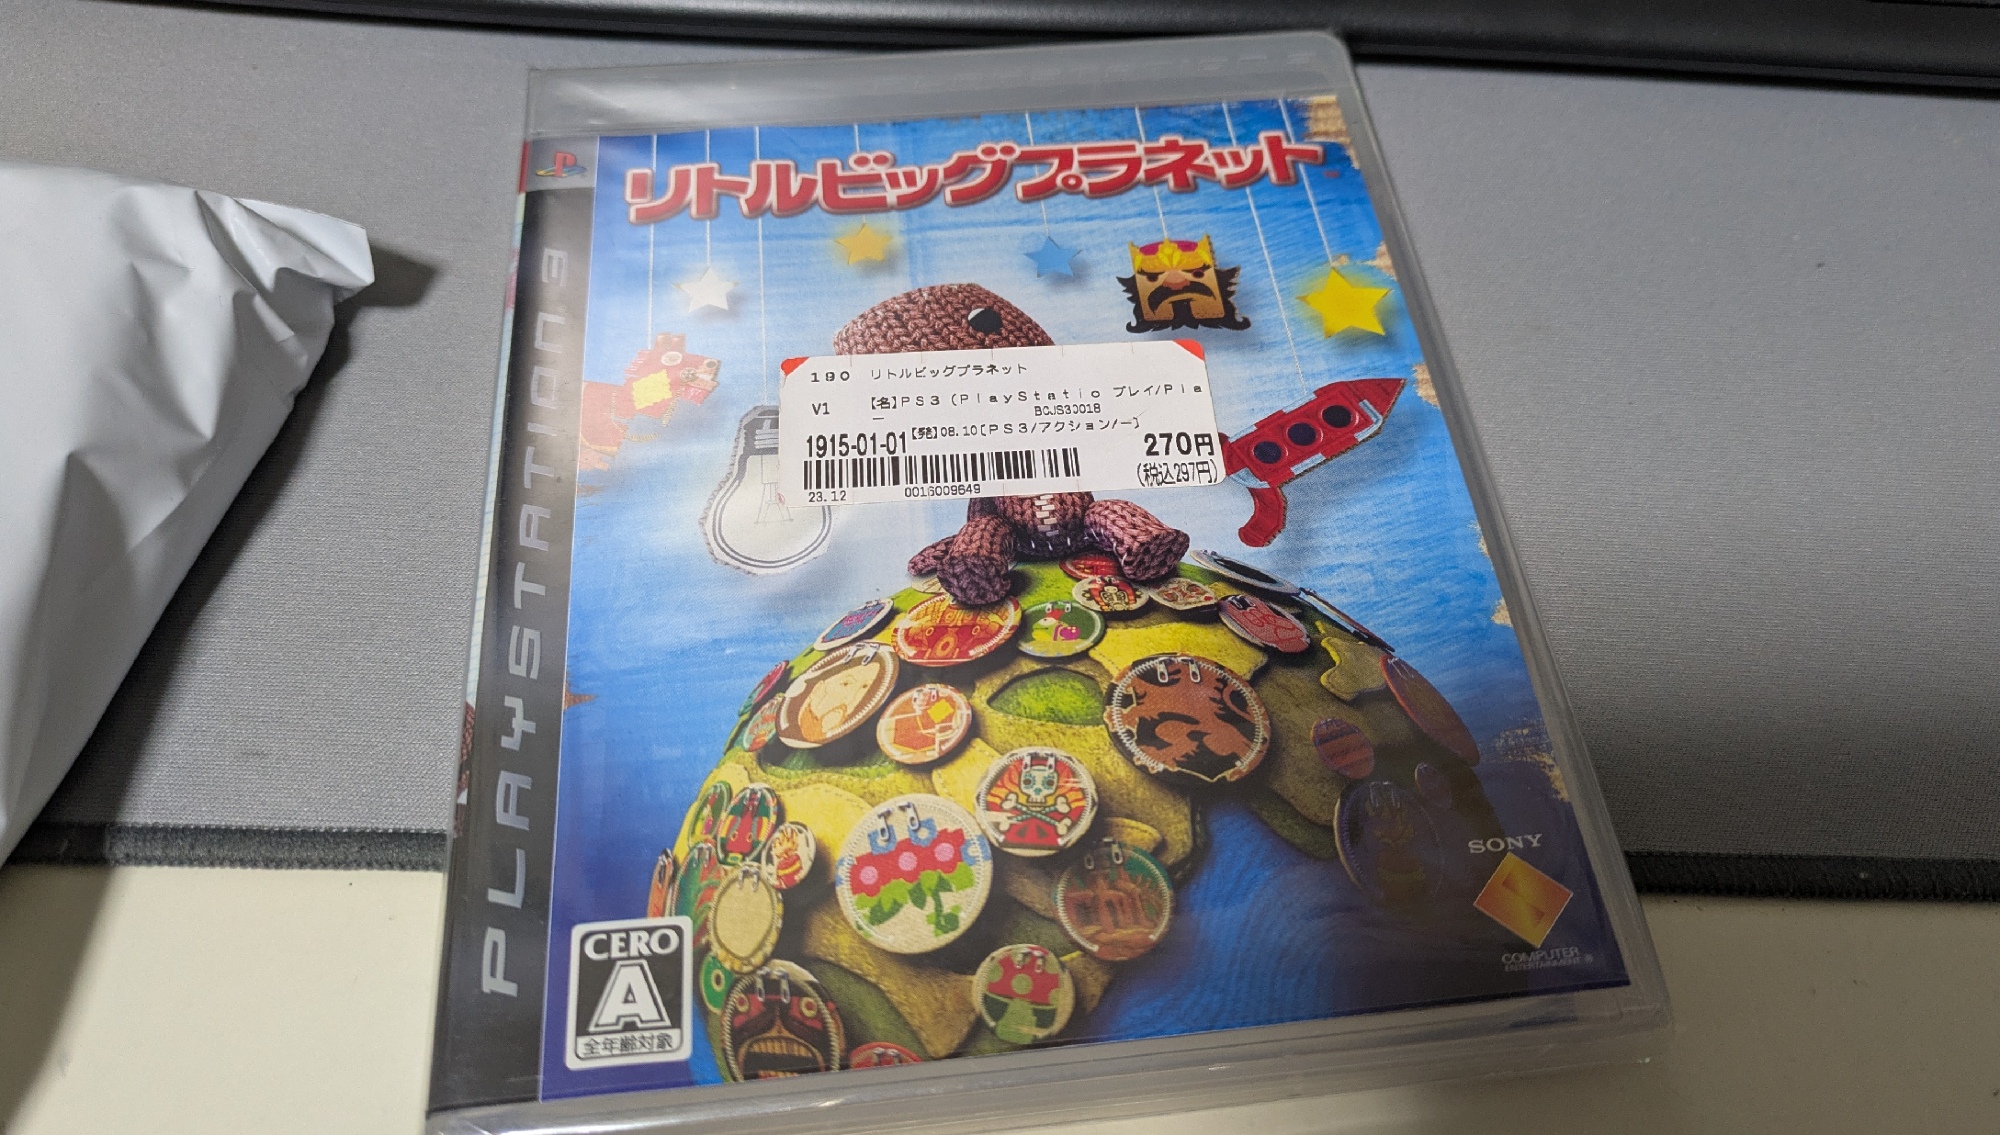 リトルビッグプラネット
PLAYSTATION 3
190 リトルビッグプラネット
V1 【名】PS3(PlayStatio プレイ/Pla
ー BCJS30018
1915-01-01 【発】08.10[PS3/アクション/ー]
270円
(税込297円)
23.12 0016009649
SONY
COMPUTER
ENTERTAINMENT®
CERO
A
全年齢対象